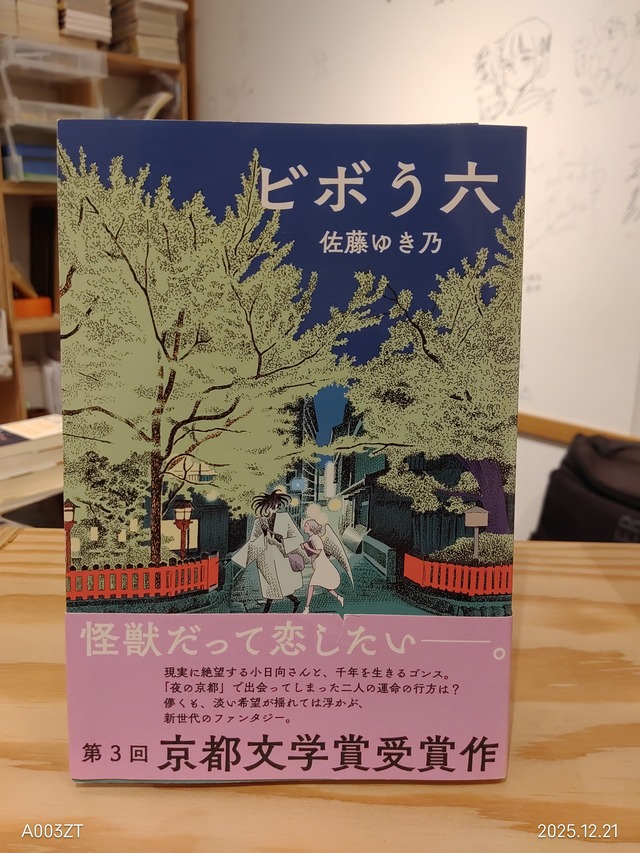 ビボう六
佐藤ゆき乃
怪獣だって恋したい――。
現実に絶望する小日向さんと、千年を生きるゴンス。
「夜の京都」で出会ってしまった二人の運命の行方は?
儚くも、淡い希望が揺れては浮かぶ、
新世代のファンタジー。
第3回 京都文学賞受賞作
A003ZT
2025.12.21